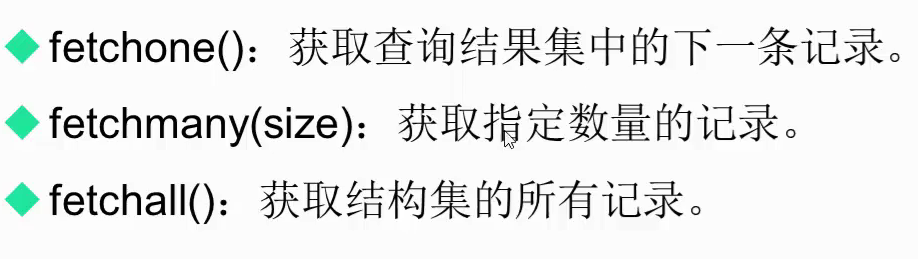 fetchone()：获取查询结果集中的下一条记录。
fetchmany(size)：获取指定数量的记录。
fetchall()：获取结构集的所有记录。